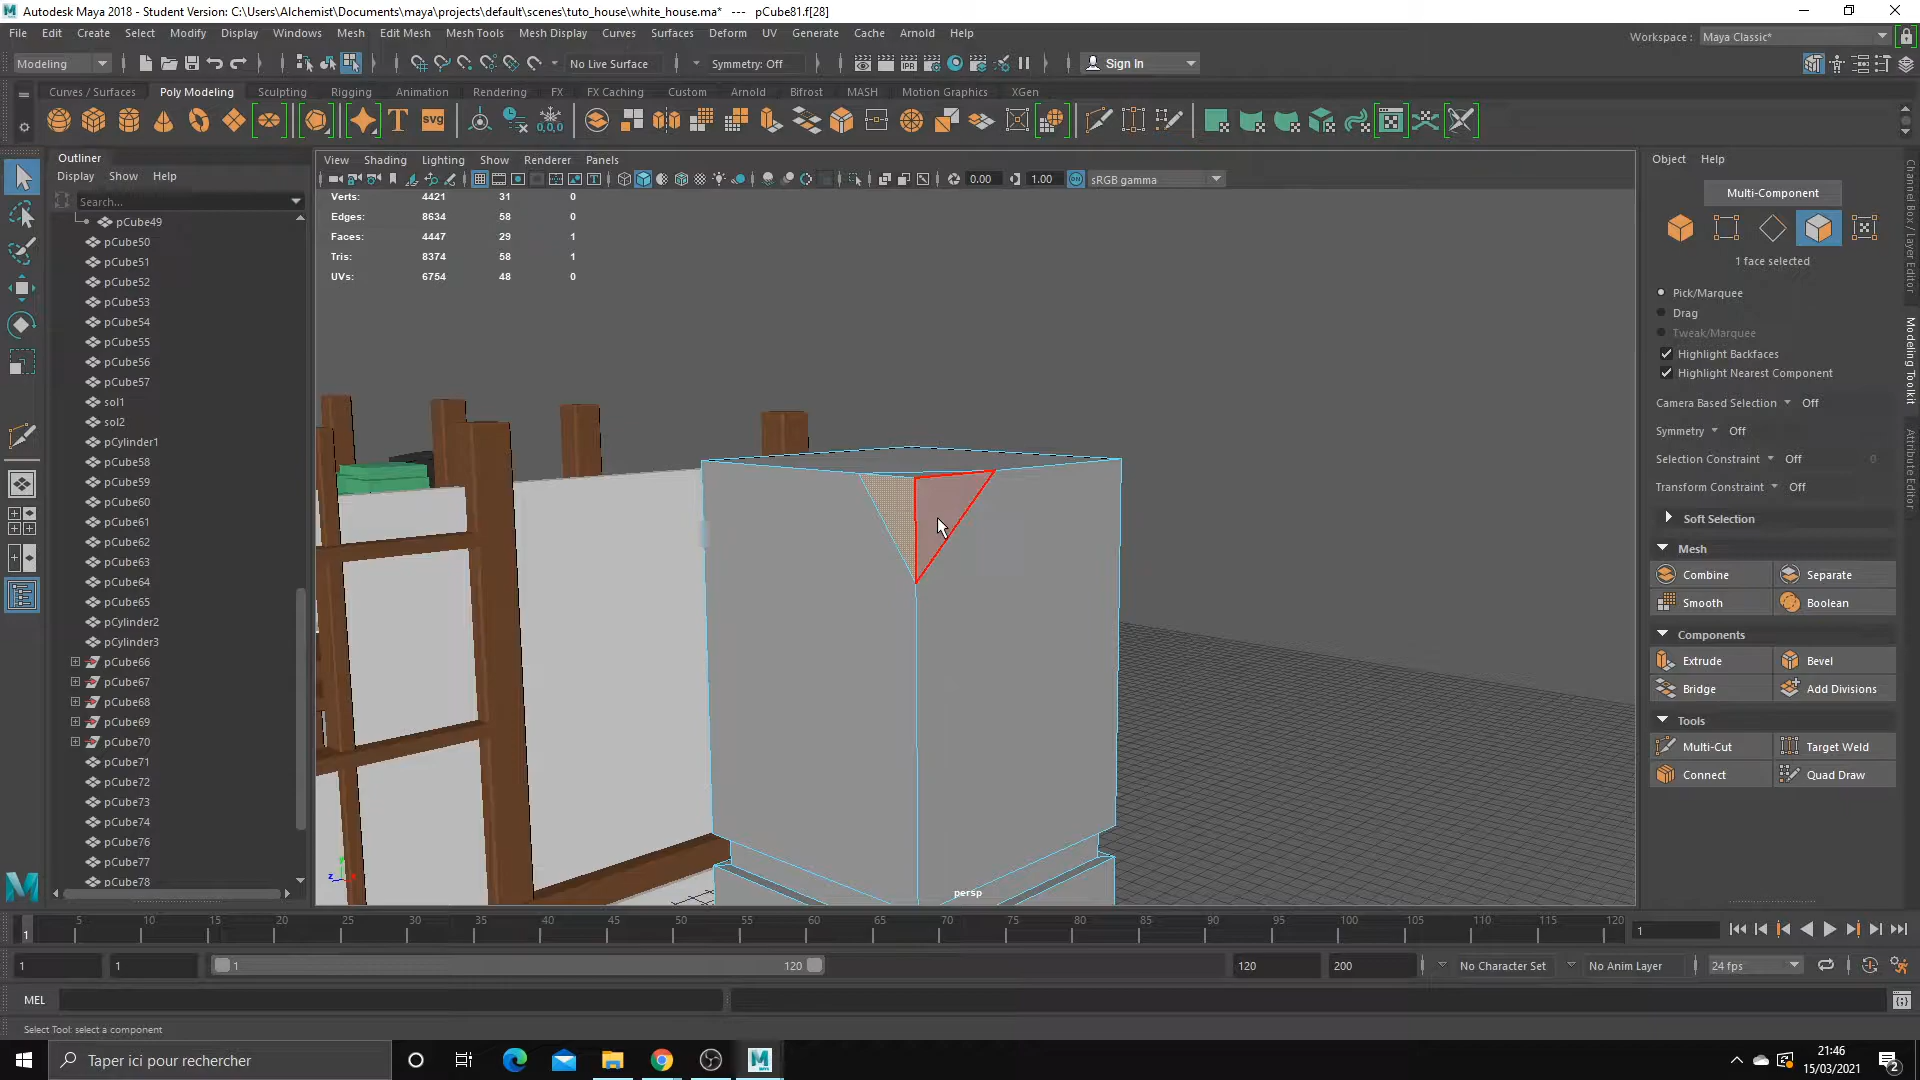 Autodesk Maya 2018 - Student Version: C:\Users\Alchemist\Documents\maya\projects\default\scenes\tuto_house\white_house.ma*   ---   pCube81.f[28]
File Edit Create Select Modify Display Windows Mesh Edit Mesh Mesh Tools Mesh Display Curves Surfaces Deform UV Generate Cache Arnold Help
Workspace : Maya Classic*
Modeling No Live Surface Symmetry: Off Sign In
Curves / Surfaces Poly Modeling Sculpting Rigging Animation Rendering FX FX Caching Custom Arnold Bifrost MASH Motion Graphics XGen
T svg 0,0,0
Outliner
Display Show Help
Search...
pCube49
pCube50
pCube51
pCube52
pCube53
pCube54
pCube55
pCube56
pCube57
sol1
sol2
pCylinder1
pCube58
pCube59
pCube60
pCube61
pCube62
pCube63
pCube64
pCube65
pCylinder2
pCylinder3
pCube66
pCube67
pCube68
pCube69
pCube70
pCube71
pCube72
pCube73
pCube74
pCube76
pCube77
pCube78
View Shading Lighting Show Renderer Panels
0.00 1.00 sRGB gamma
Verts: 4421 31 0
Edges: 8634 58 0
Faces: 4447 29 1
Tris: 8374 58 1
UVs: 6754 48 0
persp
Object Help
Multi-Component
1 face selected
Pick/Marquee
Drag
Tweak/Marquee
Highlight Backfaces
Highlight Nearest Component
Camera Based Selection Off
Symmetry Off
Selection Constraint Off 0
Transform Constraint Off
Soft Selection
Mesh
Combine Separate
Smooth Boolean
Components
Extrude Bevel
Bridge Add Divisions
Tools
Multi-Cut Target Weld
Connect Quad Draw
Channel Box / Layer Editor
Modeling Toolkit
Attribute Editor
1 5 10 15 20 25 30 35 40 45 50 55 60 65 70 75 80 85 90 95 100 105 110 115 120 1
1 1 1 120 120 200 No Character Set No Anim Layer 24 fps
MEL
Select Tool: select a component
Taper ici pour rechercher
21:46
15/03/2021
2